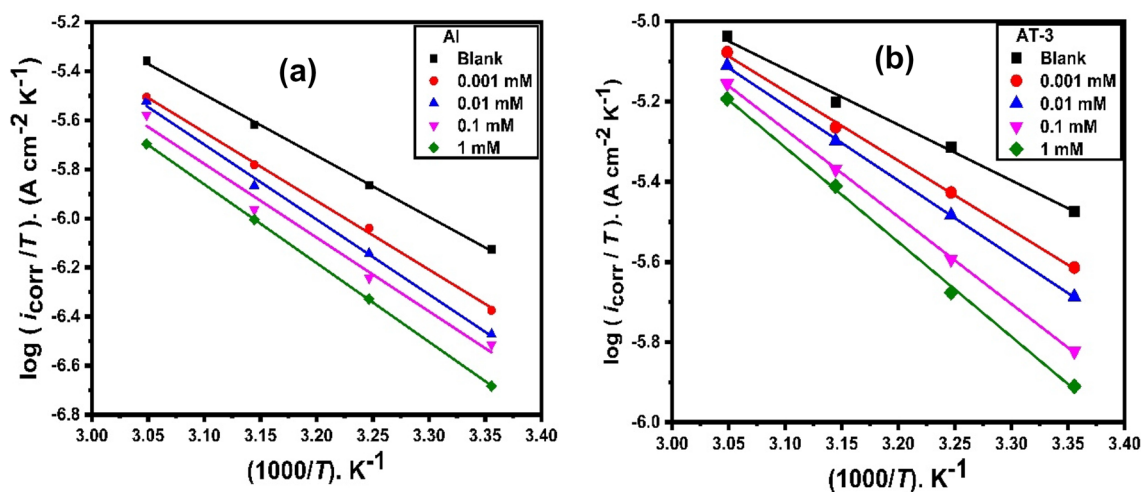 (a)
Al
Blank
0.001 mM
0.01 mM
0.1 mM
1 mM
-5.2
-5.4
-5.6
-5.8
-6.0
-6.2
-6.4
-6.6
-6.8
log ( i_corr /T ). (A cm⁻² K⁻¹)
3.00 3.05 3.10 3.15 3.20 3.25 3.30 3.35 3.40
(1000/T). K⁻¹
(b)
AT-3
Blank
0.001 mM
0.01 mM
0.1 mM
1 mM
-5.0
-5.2
-5.4
-5.6
-5.8
-6.0
log ( i_corr / T ). (A cm⁻² K⁻¹)
3.00 3.05 3.10 3.15 3.20 3.25 3.30 3.35 3.40
(1000/T). K⁻¹